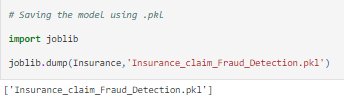 # Saving the model using .pkl
import joblib
joblib.dump(Insurance,'Insurance_claim_Fraud_Detection.pkl')
['Insurance_claim_Fraud_Detection.pkl']